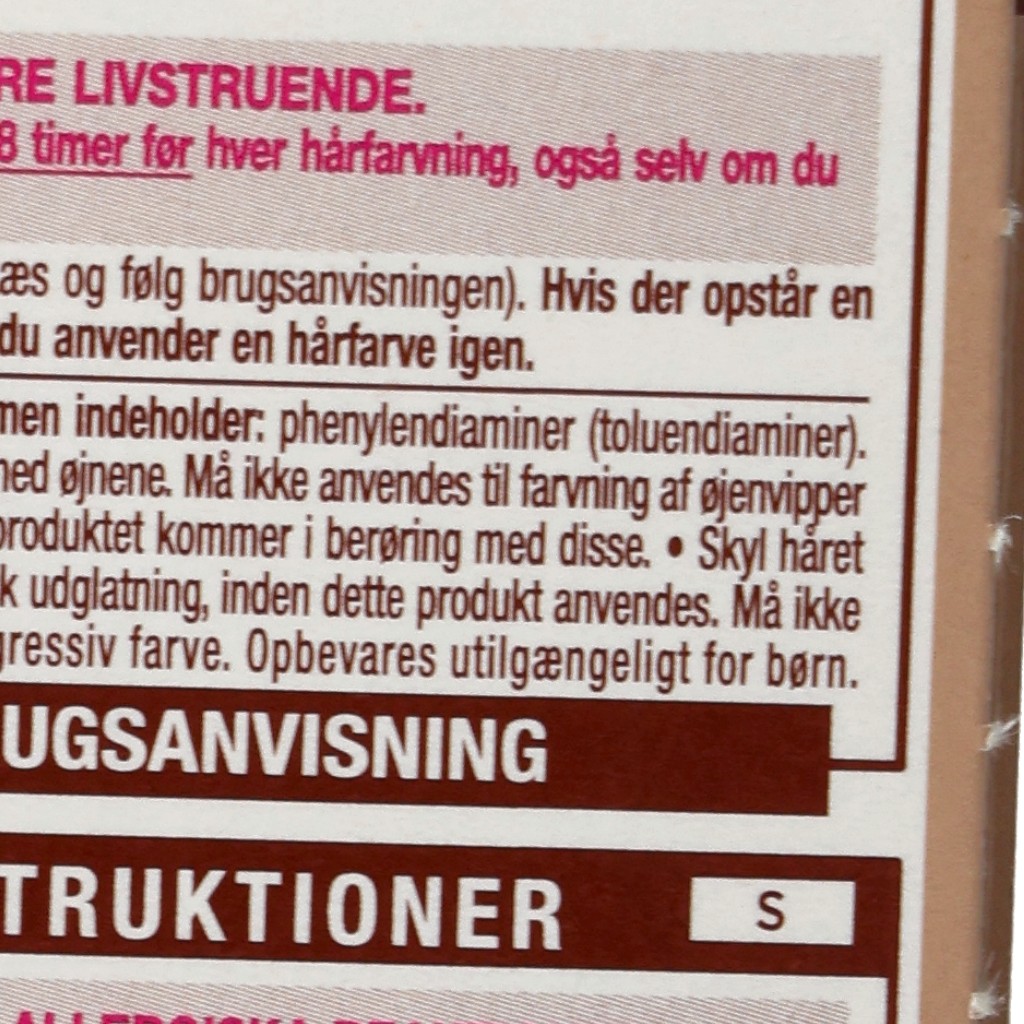 RE LIVSTRUENDE.
8 timer før hver hårfarvning, også selv om du
æs og følg brugsanvisningen). Hvis der opstår en
du anvender en hårfarve igen.
men indeholder: phenylendiaminer (toluendiaminer).
ned øjnene. Må ikke anvendes til farvning af øjenvipper
produktet kommer i berøring med disse. • Skyl håret
k udglatning, inden dette produkt anvendes. Må ikke
gressiv farve. Opbevares utilgængeligt for børn.
UGSANVISNING
TRUKTIONER
S